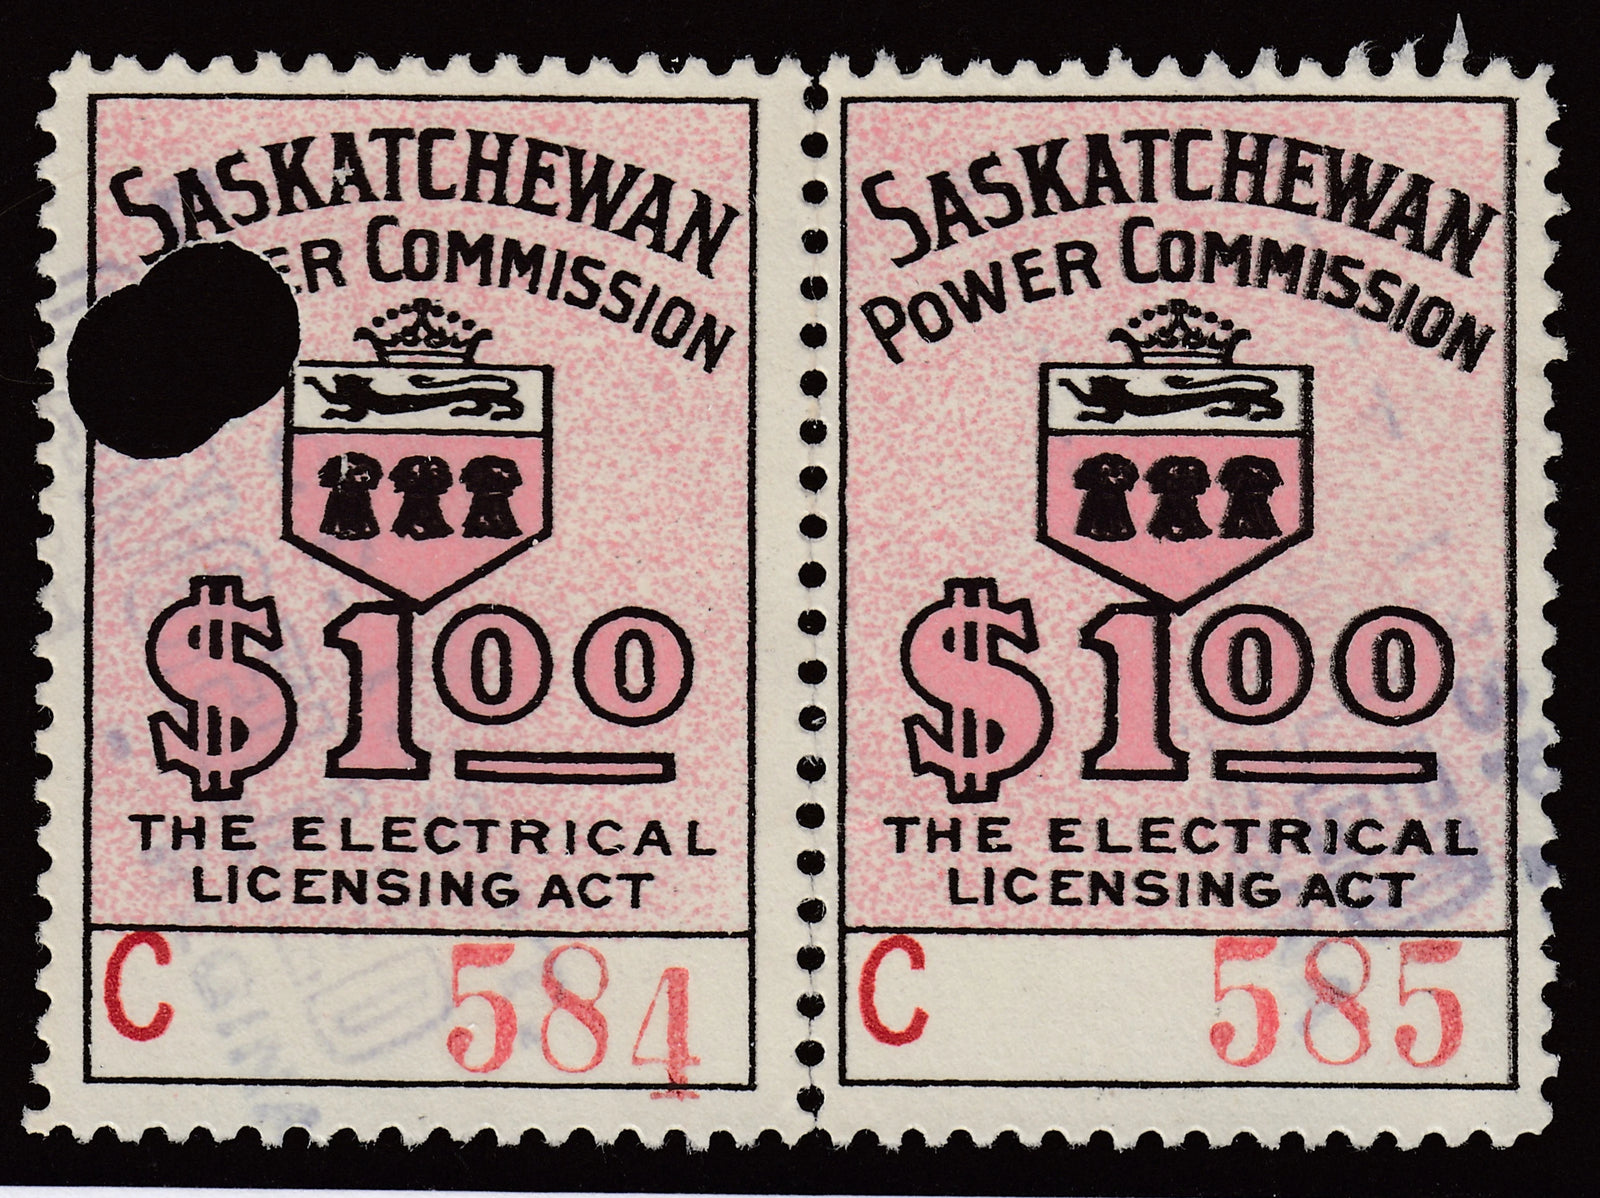 SASKATCHEWAN
ER COMMISSION
$1.00
THE ELECTRICAL
LICENSING ACT
C 584
SASKATCHEWAN
POWER COMMISSION
$1.00
THE ELECTRICAL
LICENSING ACT
C 585